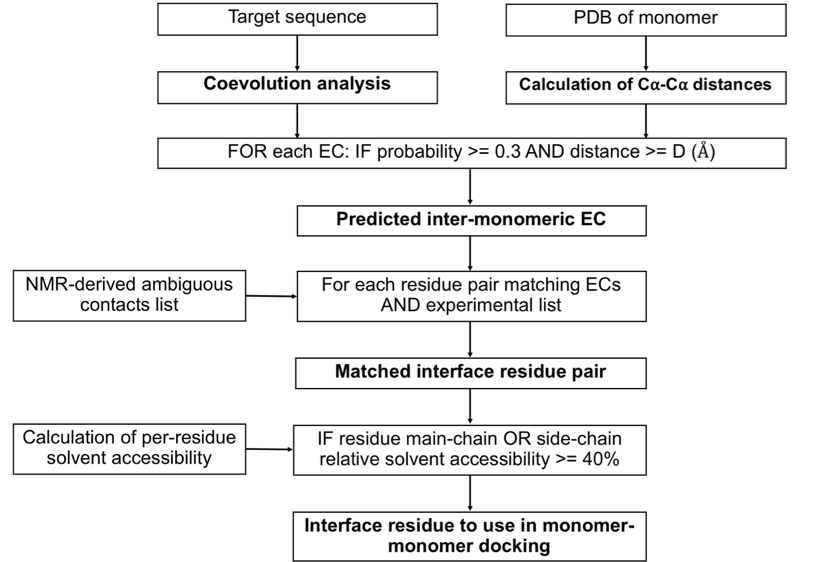 Target sequence
PDB of monomer
Coevolution analysis
Calculation of Cα-Cα distances
FOR each EC: IF probability >= 0.3 AND distance >= D (Å)
Predicted inter-monomeric EC
NMR-derived ambiguous
contacts list
For each residue pair matching ECs
AND experimental list
Matched interface residue pair
Calculation of per-residue
solvent accessibility
IF residue main-chain OR side-chain
relative solvent accessibility >= 40%
Interface residue to use in monomer-
monomer docking